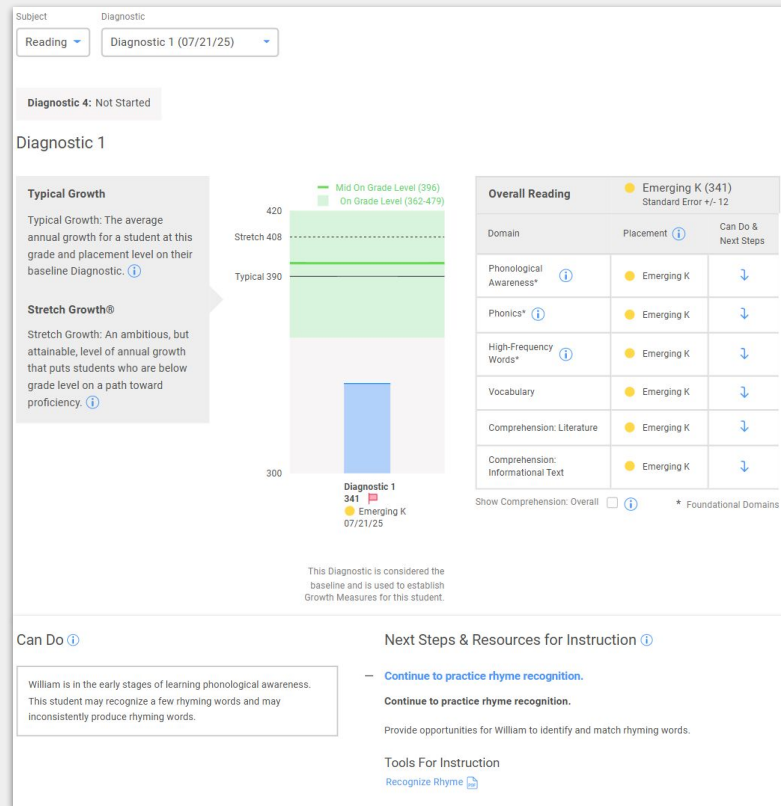 Subject
Diagnostic
Reading
Diagnostic 1 (07/21/25)
Diagnostic 4: Not Started
Diagnostic 1
Typical Growth
Typical Growth: The average
annual growth for a student at this
grade and placement level on their
baseline Diagnostic.
Stretch Growth®
Stretch Growth: An ambitious, but
attainable, level of annual growth
that puts students who are below
grade level on a path toward
proficiency.
Mid On Grade Level (396)
On Grade Level (362-479)
420
Stretch 408
Typical 390
300
Diagnostic 1
341
Emerging K
07/21/25
This Diagnostic is considered the
baseline and is used to establish
Growth Measures for this student.
Overall Reading
Emerging K (341)
Standard Error +/- 12
Domain
Placement
Can Do &
Next Steps
Phonological
Awareness*
Emerging K
Phonics*
Emerging K
High-Frequency
Words*
Emerging K
Vocabulary
Emerging K
Comprehension: Literature
Emerging K
Comprehension:
Informational Text
Emerging K
Show Comprehension: Overall
* Foundational Domains
Can Do
William is in the early stages of learning phonological awareness.
This student may recognize a few rhyming words and may
inconsistently produce rhyming words.
Next Steps & Resources for Instruction
— Continue to practice rhyme recognition.
Continue to practice rhyme recognition.
Provide opportunities for William to identify and match rhyming words.
Tools For Instruction
Recognize Rhyme